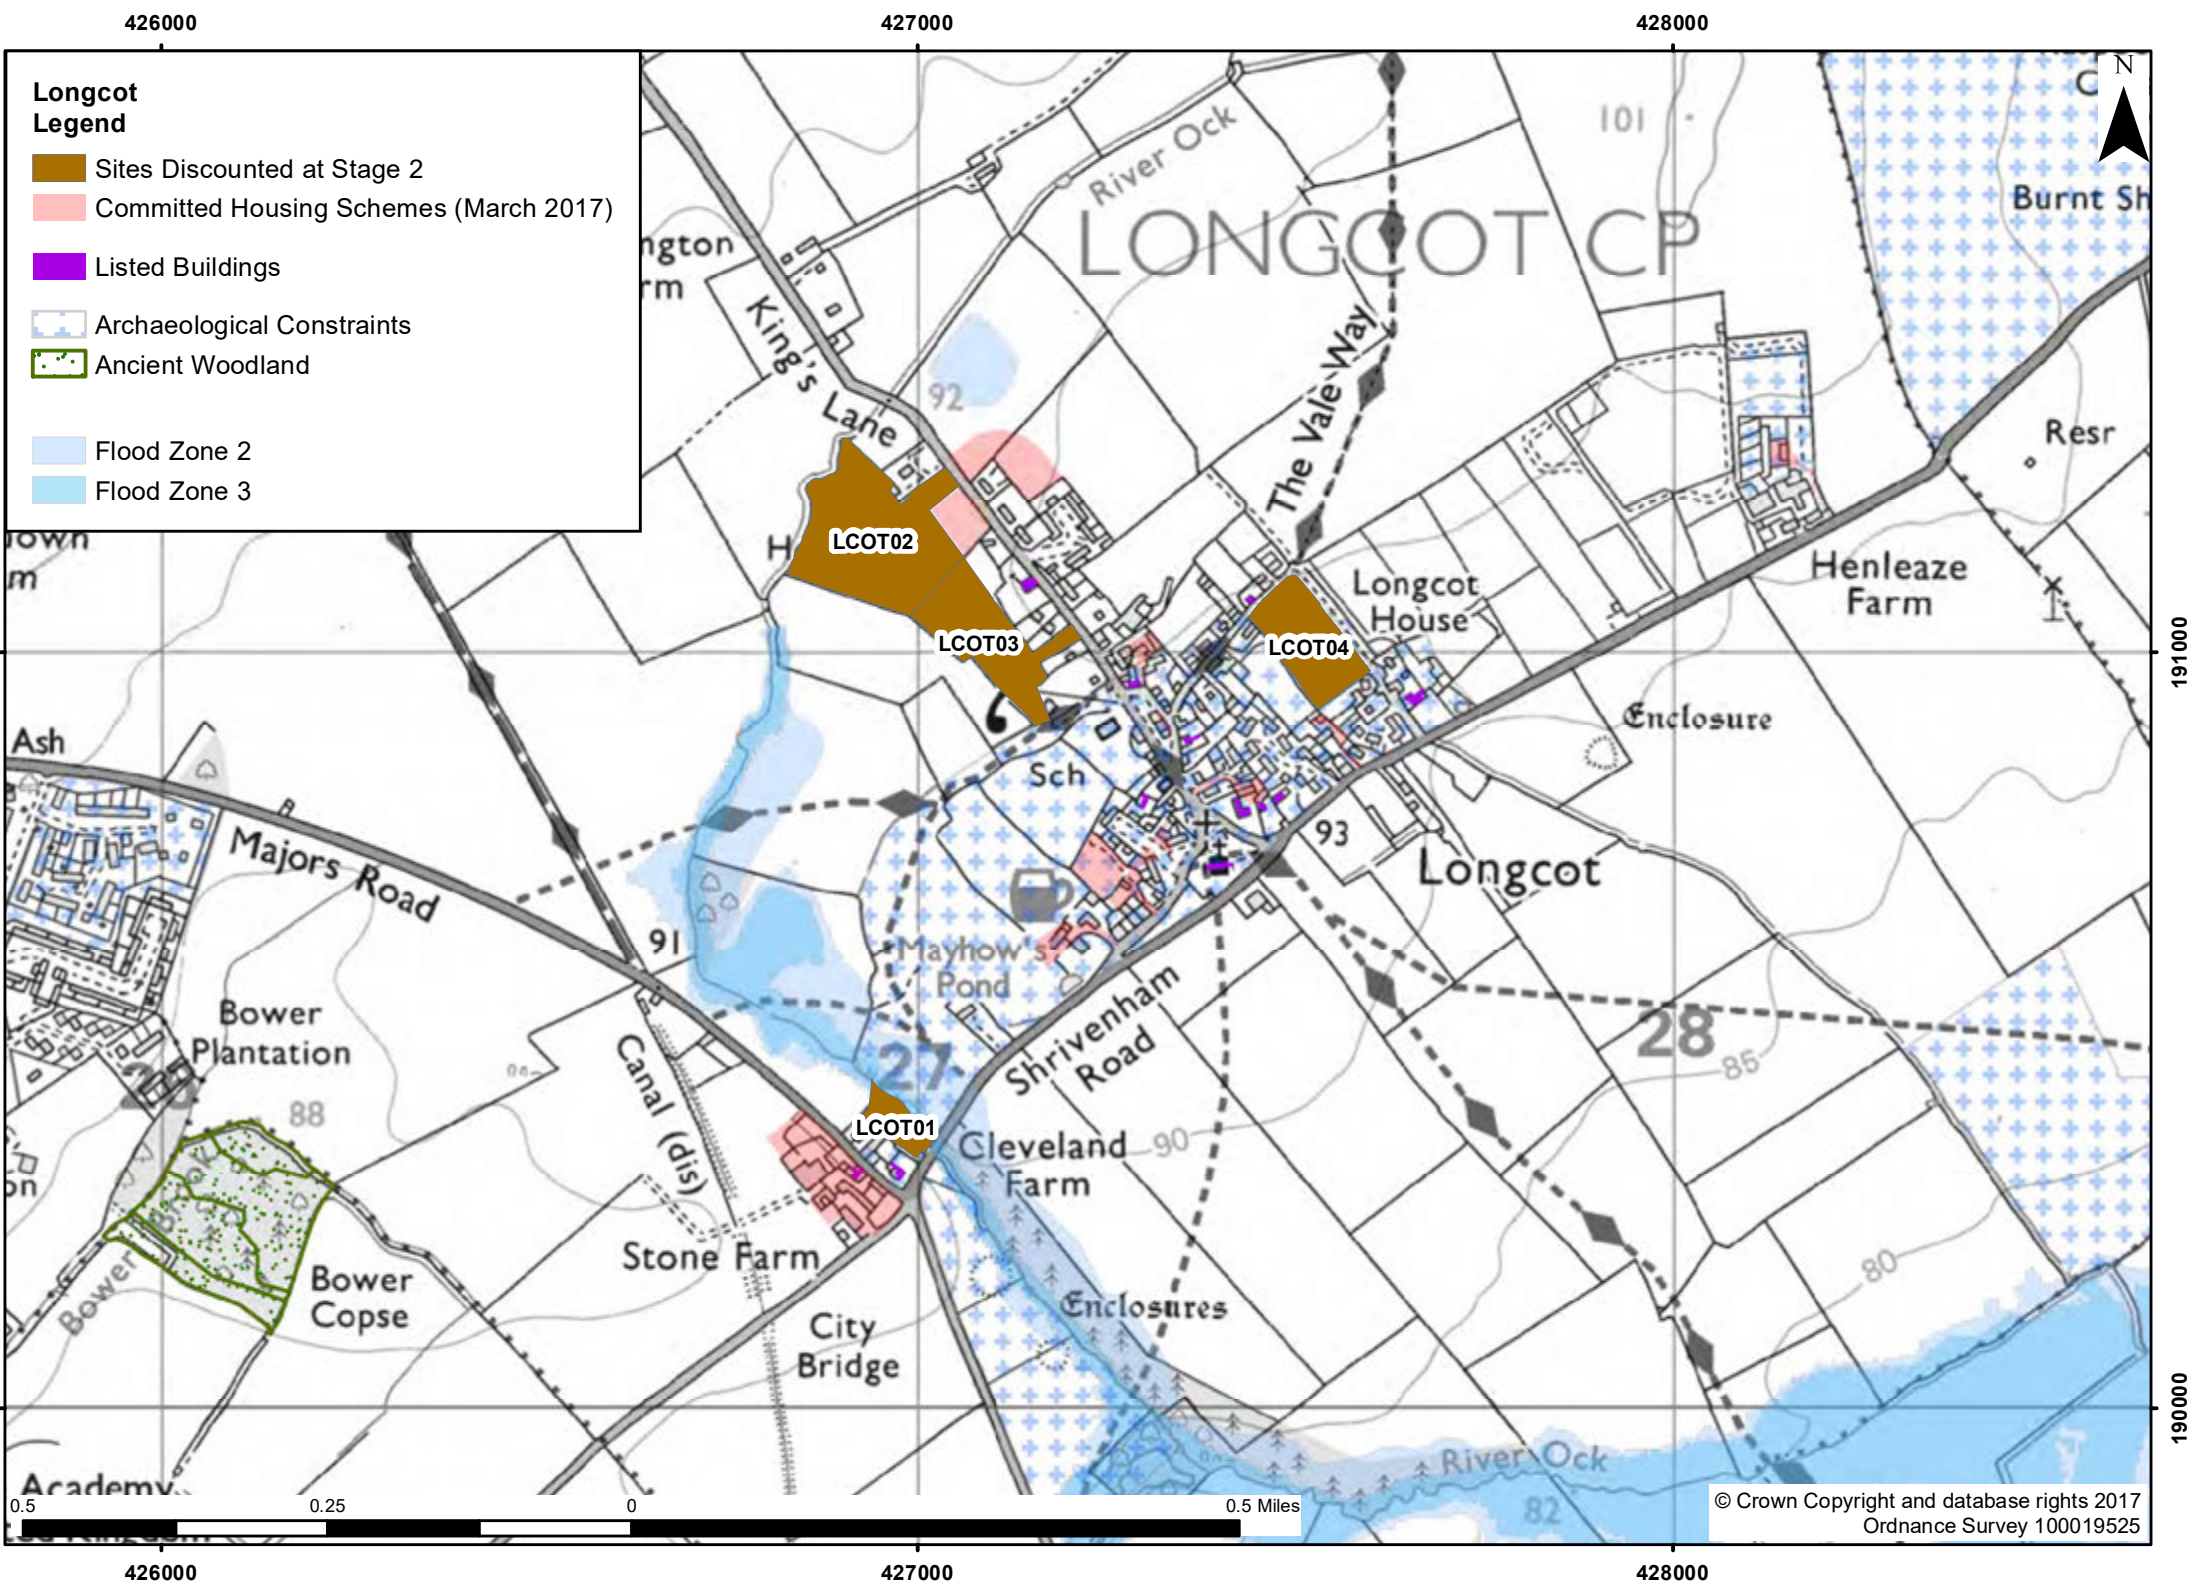 426000
427000
428000
N
Longcot
Legend
Sites Discounted at Stage 2
Committed Housing Schemes (March 2017)
Listed Buildings
Archaeological Constraints
Ancient Woodland
Flood Zone 2
Flood Zone 3
River Ock
101
LONGCOT CP
Burnt Sh
ngton
rm
King's Lane
92
The Vale Way
Resr
LCOT02
H
Longcot
House
Henleaze
Farm
m
LCOT03
LCOT04
191000
Enclosure
Ash
Sch
Majors Road
93
Longcot
91
Mayhow's
Pond
Shrivenham
Road
Bower
Plantation
Canal (dis)
27
28
85
88
LCOT01
Cleveland
Farm
90
Stone Farm
Bower
Copse
Bower Brook
City
Bridge
Enclosures
80
190000
River Ock
82
Academy
0.5
0.25
0
0.5 Miles
© Crown Copyright and database rights 2017
Ordnance Survey 100019525
426000
427000
428000